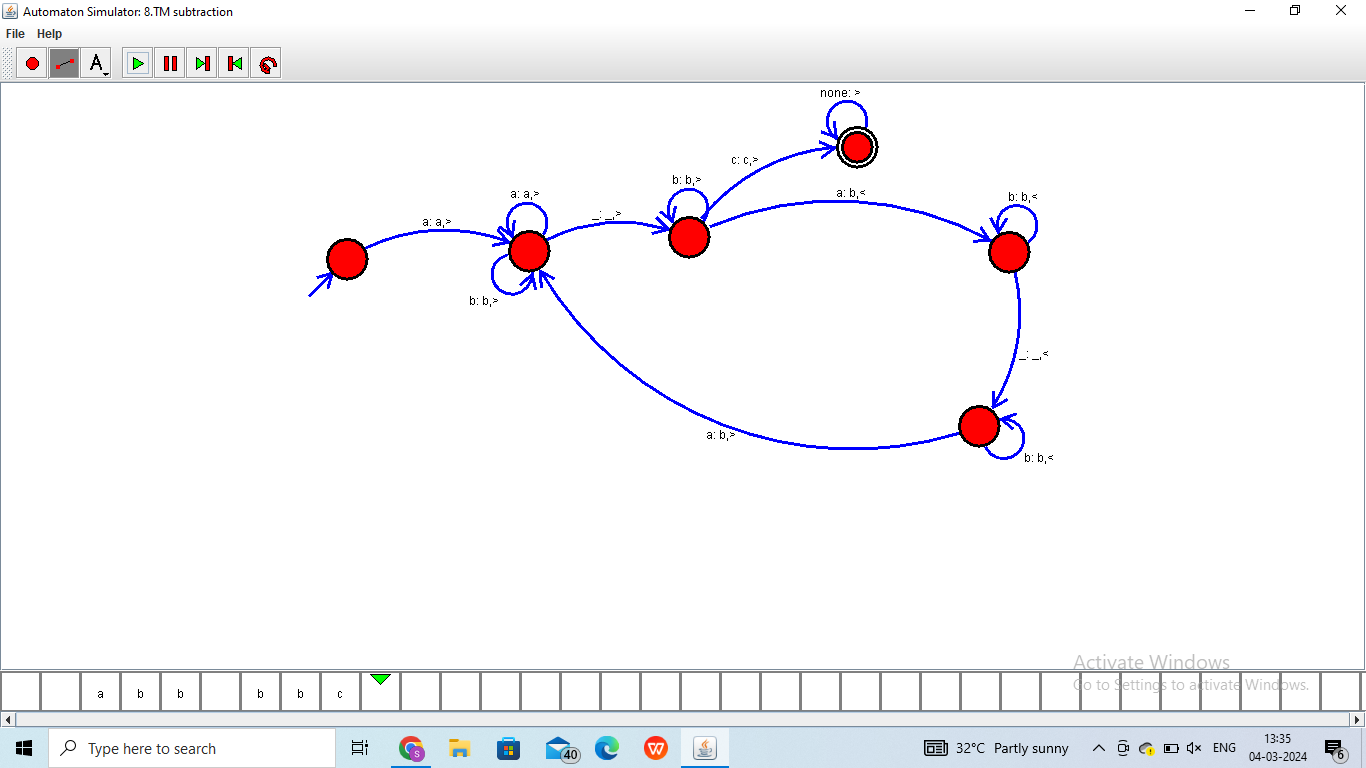 Automaton Simulator: 8.TM subtraction
File Help
A
none: >
c: c,>
b: b,>
a: b,<
b: b,<
a: a,>
_: _,>
a: a,>
b: b,>
_: _,<
a: b,>
b: b,<
Activate Windows
Go to Settings to activate Windows.
a b b b b c
Type here to search
S
40
W
32°C Partly sunny
ENG
13:35
04-03-2024
6